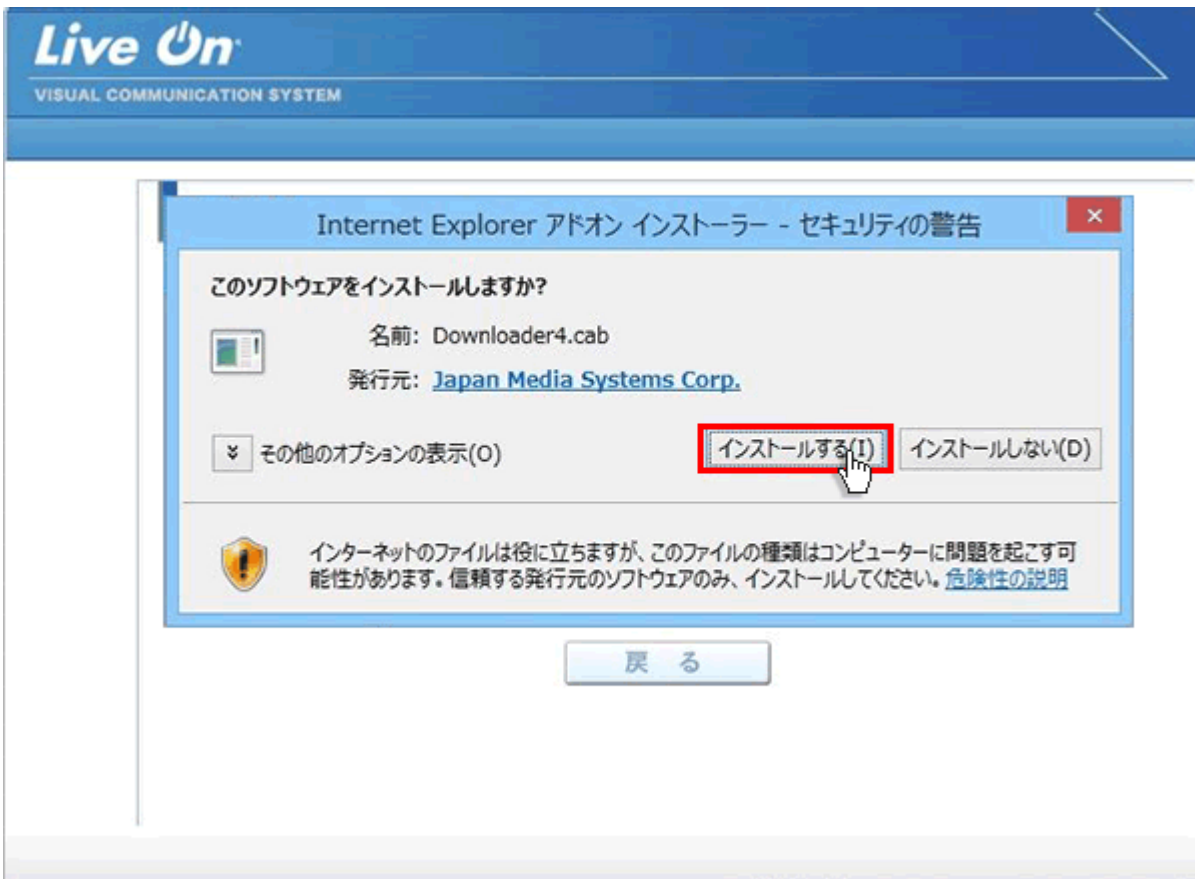 Live On
VISUAL COMMUNICATION SYSTEM
Internet Explorer アドオン インストーラー - セキュリティの警告
このソフトウェアをインストールしますか?
名前: Downloader4.cab
発行元: Japan Media Systems Corp.
その他のオプションの表示(O)
インストールする(I)
インストールしない(D)
インターネットのファイルは役に立ちますが、このファイルの種類はコンピューターに問題を起こす可
能性があります。信頼する発行元のソフトウェアのみ、インストールしてください。危険性の説明
戻 る